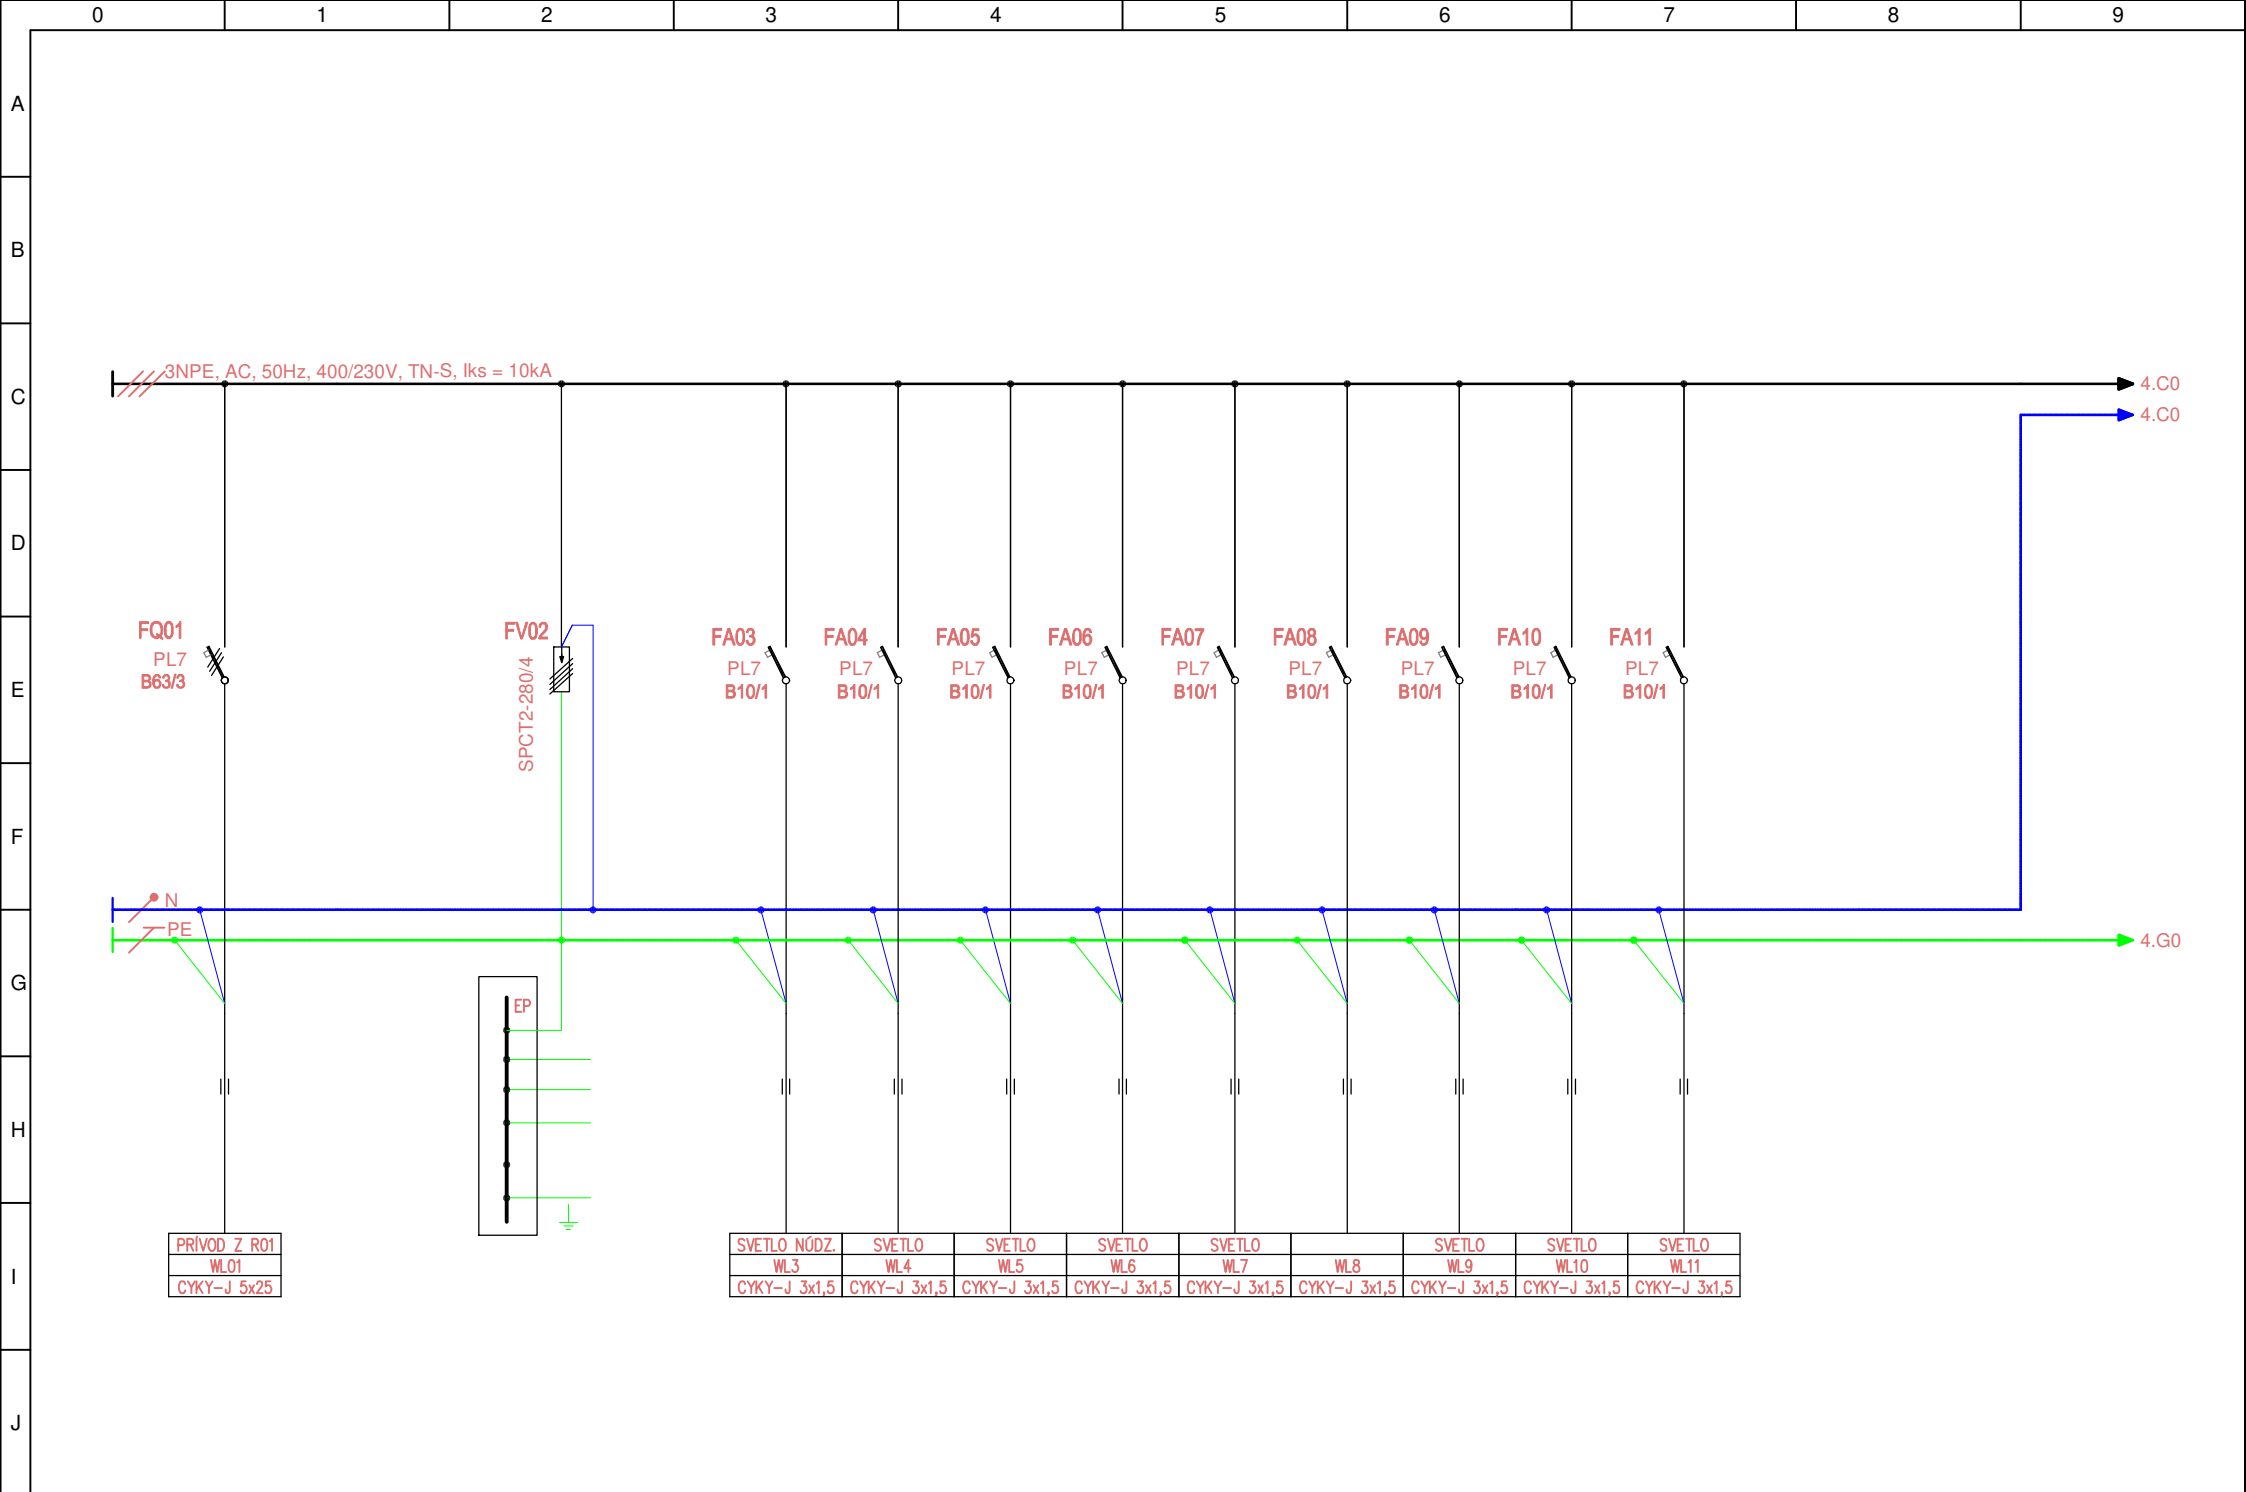 0 1 2 3 4 5 6 7 8 9
A
B
3NPE, AC, 50Hz, 400/230V, TN-S, Iks = 10kA
4.C0
C
4.C0
D
FQ01 FV02 FA03 FA04 FA05 FA06 FA07 FA08 FA09 FA10 FA11
PL7 PL7 PL7 PL7 PL7 PL7 PL7 PL7 PL7 PL7
B63/3 B10/1 B10/1 B10/1 B10/1 B10/1 B10/1 B10/1 B10/1 B10/1
E
SPCT2-280/4
F
N
PE
4.G0
G
EP
H
PRÍVOD Z R01 SVETLO NÚDZ. SVETLO SVETLO SVETLO SVETLO SVETLO SVETLO SVETLO
WL01 WL3 WL4 WL5 WL6 WL7 WL8 WL9 WL10 WL11
I
CYKY-J 5x25 CYKY-J 3x1,5 CYKY-J 3x1,5 CYKY-J 3x1,5 CYKY-J 3x1,5 CYKY-J 3x1,5 CYKY-J 3x1,5 CYKY-J 3x1,5 CYKY-J 3x1,5 CYKY-J 3x1,5
J